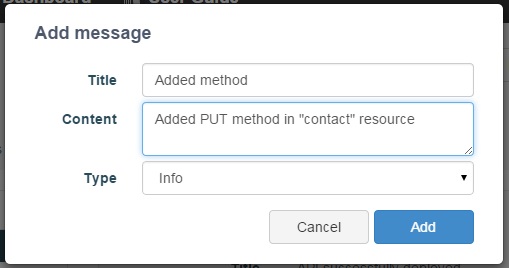 Dashboard User Guide
Add message
Title Added method
Content Added PUT method in "contact" resource
Type Info
Cancel Add
Title API successfully deployed